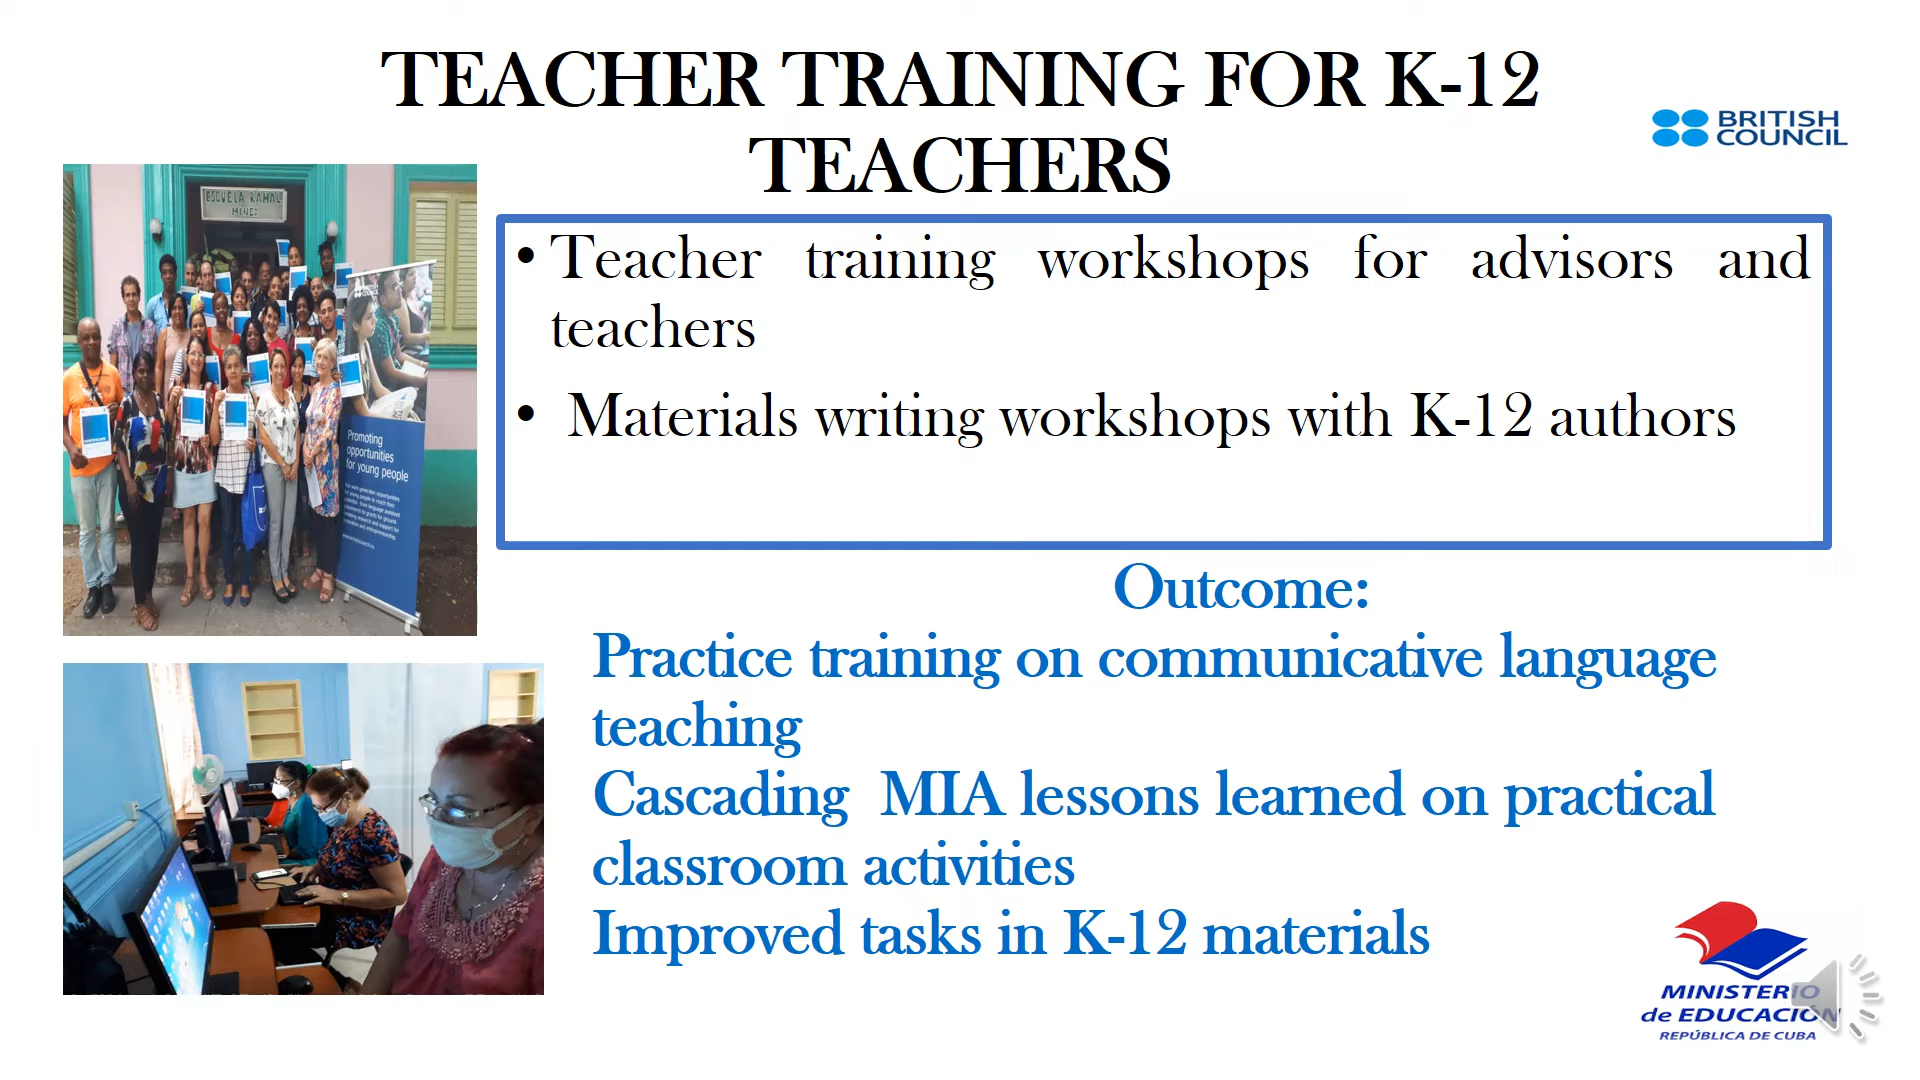 TEACHER TRAINING FOR K-12
TEACHERS
BRITISH
COUNCIL
ESCUELA RAMAL
• Teacher training workshops for advisors and
teachers
• Materials writing workshops with K-12 authors
Promoting
opportunities
for young people
Outcome:
Practice training on communicative language
teaching
Cascading MIA lessons learned on practical
classroom activities
Improved tasks in K-12 materials
MINISTERIO
de EDUCACIÓN
REPÚBLICA DE CUBA